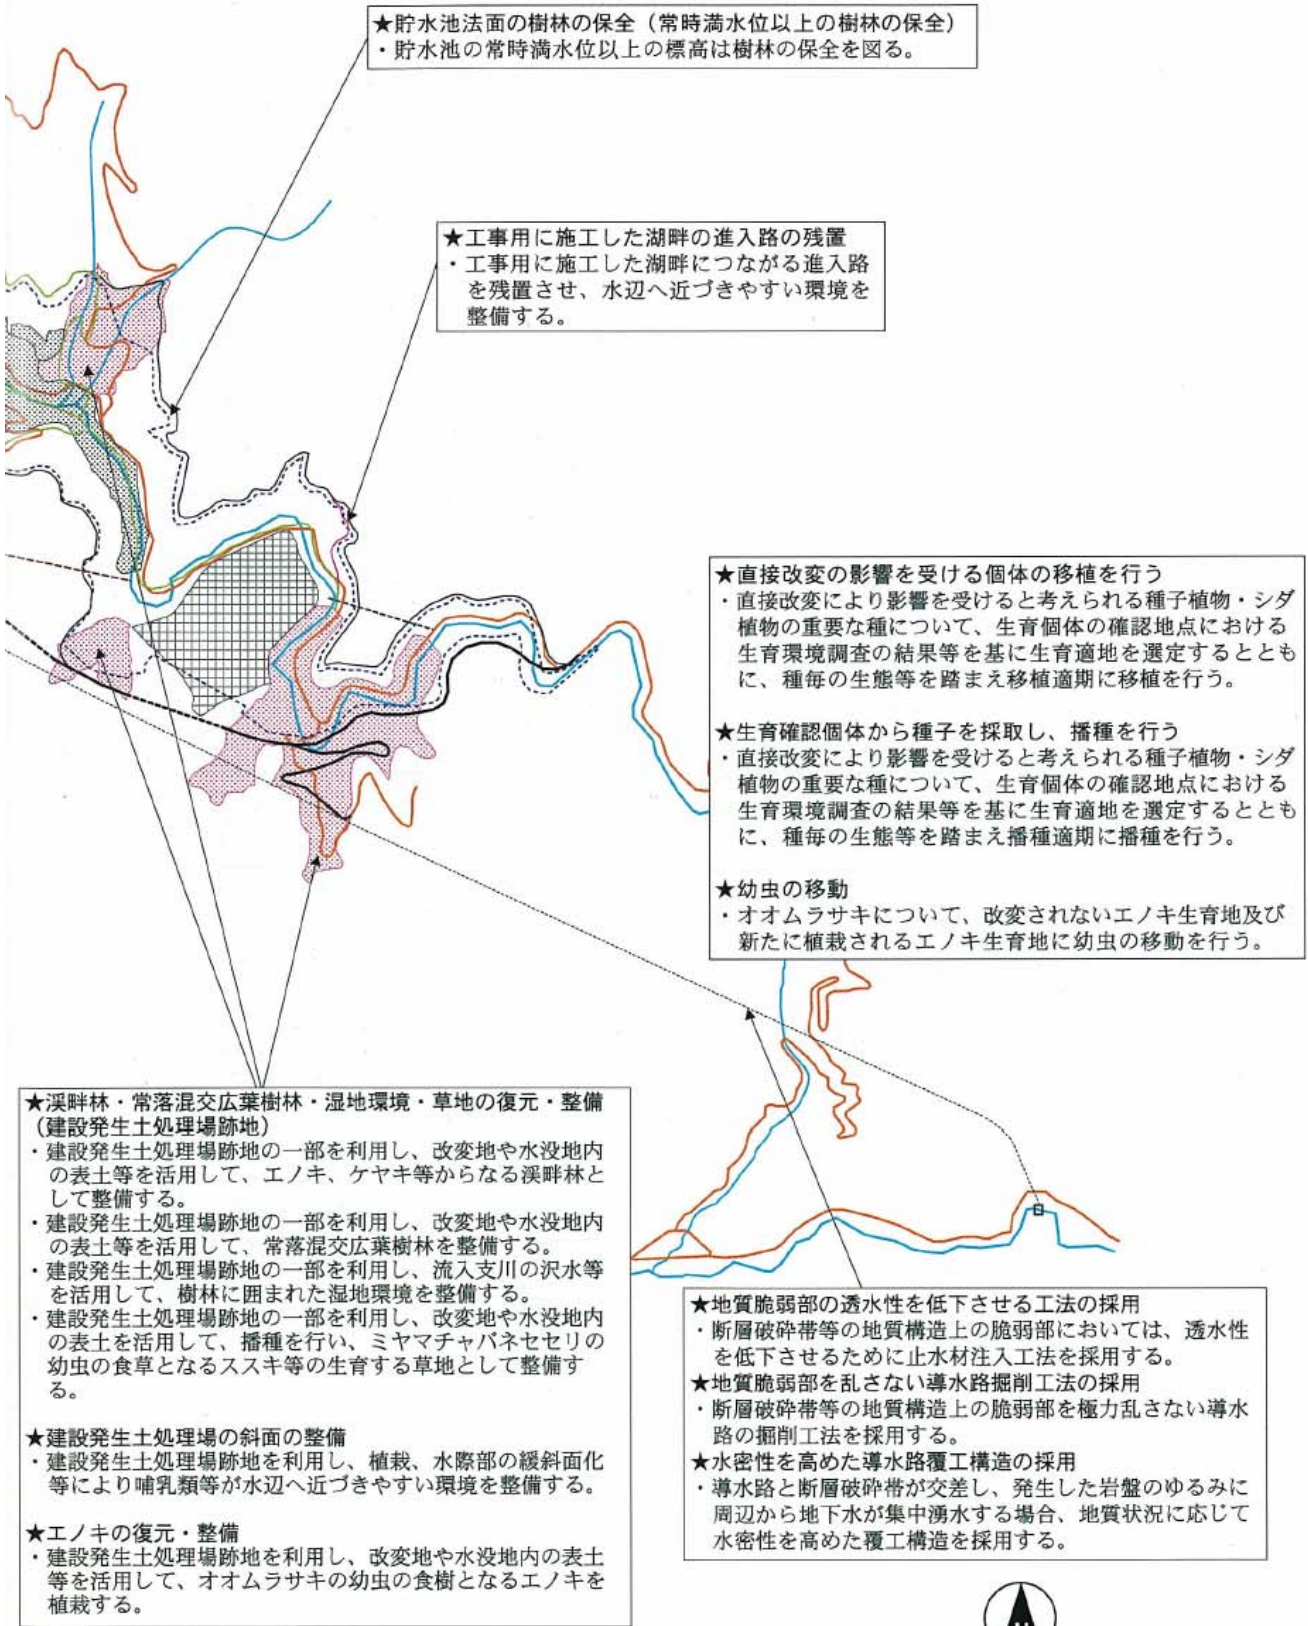 ★貯水池法面の樹林の保全（常時満水位以上の樹林の保全）
・貯水池の常時満水位以上の標高は樹林の保全を図る。
★工事用に施工した湖畔の進入路の残置
・工事用に施工した湖畔につながる進入路
を残置させ、水辺へ近づきやすい環境を
整備する。
★直接改変の影響を受ける個体の移植を行う
・直接改変により影響を受けると考えられる種子植物・シダ
植物の重要な種について、生育個体の確認地点における
生育環境調査の結果等を基に生育適地を選定するととも
に、種毎の生態等を踏まえ移植適期に移植を行う。
★生育確認個体から種子を採取し、播種を行う
・直接改変により影響を受けると考えられる種子植物・シダ
植物の重要な種について、生育個体の確認地点における
生育環境調査の結果等を基に生育適地を選定するととも
に、種毎の生態等を踏まえ播種適期に播種を行う。
★幼虫の移動
・オオムラサキについて、改変されないエノキ生育地及び
新たに植栽されるエノキ生育地に幼虫の移動を行う。
★渓畔林・常落混交広葉樹林・湿地環境・草地の復元・整備
（建設発生土処理場跡地）
・建設発生土処理場跡地の一部を利用し、改変地や水没地内
の表土等を活用して、エノキ、ケヤキ等からなる渓畔林と
して整備する。
・建設発生土処理場跡地の一部を利用し、改変地や水没地内
の表土等を活用して、常落混交広葉樹林を整備する。
・建設発生土処理場跡地の一部を利用し、流入支川の沢水等
を活用して、樹林に囲まれた湿地環境を整備する。
・建設発生土処理場跡地の一部を利用し、改変地や水没地内
の表土を活用して、播種を行い、ミヤマチャバネセセリの
幼虫の食草となるススキ等の生育する草地として整備す
る。
★建設発生土処理場の斜面の整備
・建設発生土処理場跡地を利用し、植栽、水際部の緩斜面化
等により哺乳類等が水辺へ近づきやすい環境を整備する。
★エノキの復元・整備
・建設発生土処理場跡地を利用し、改変地や水没地内の表土
等を活用して、オオムラサキの幼虫の食樹となるエノキを
植栽する。
★地質脆弱部の透水性を低下させる工法の採用
・断層破砕帯等の地質構造上の脆弱部においては、透水性
を低下させるために止水材注入工法を採用する。
★地質脆弱部を乱さない導水路掘削工法の採用
・断層破砕帯等の地質構造上の脆弱部を極力乱さない導水
路の掘削工法を採用する。
★水密性を高めた導水路覆工構造の採用
・導水路と断層破砕帯が交差し、発生した岩盤のゆるみに
周辺から地下水が集中湧水する場合、地質状況に応じて
水密性を高めた覆工構造を採用する。